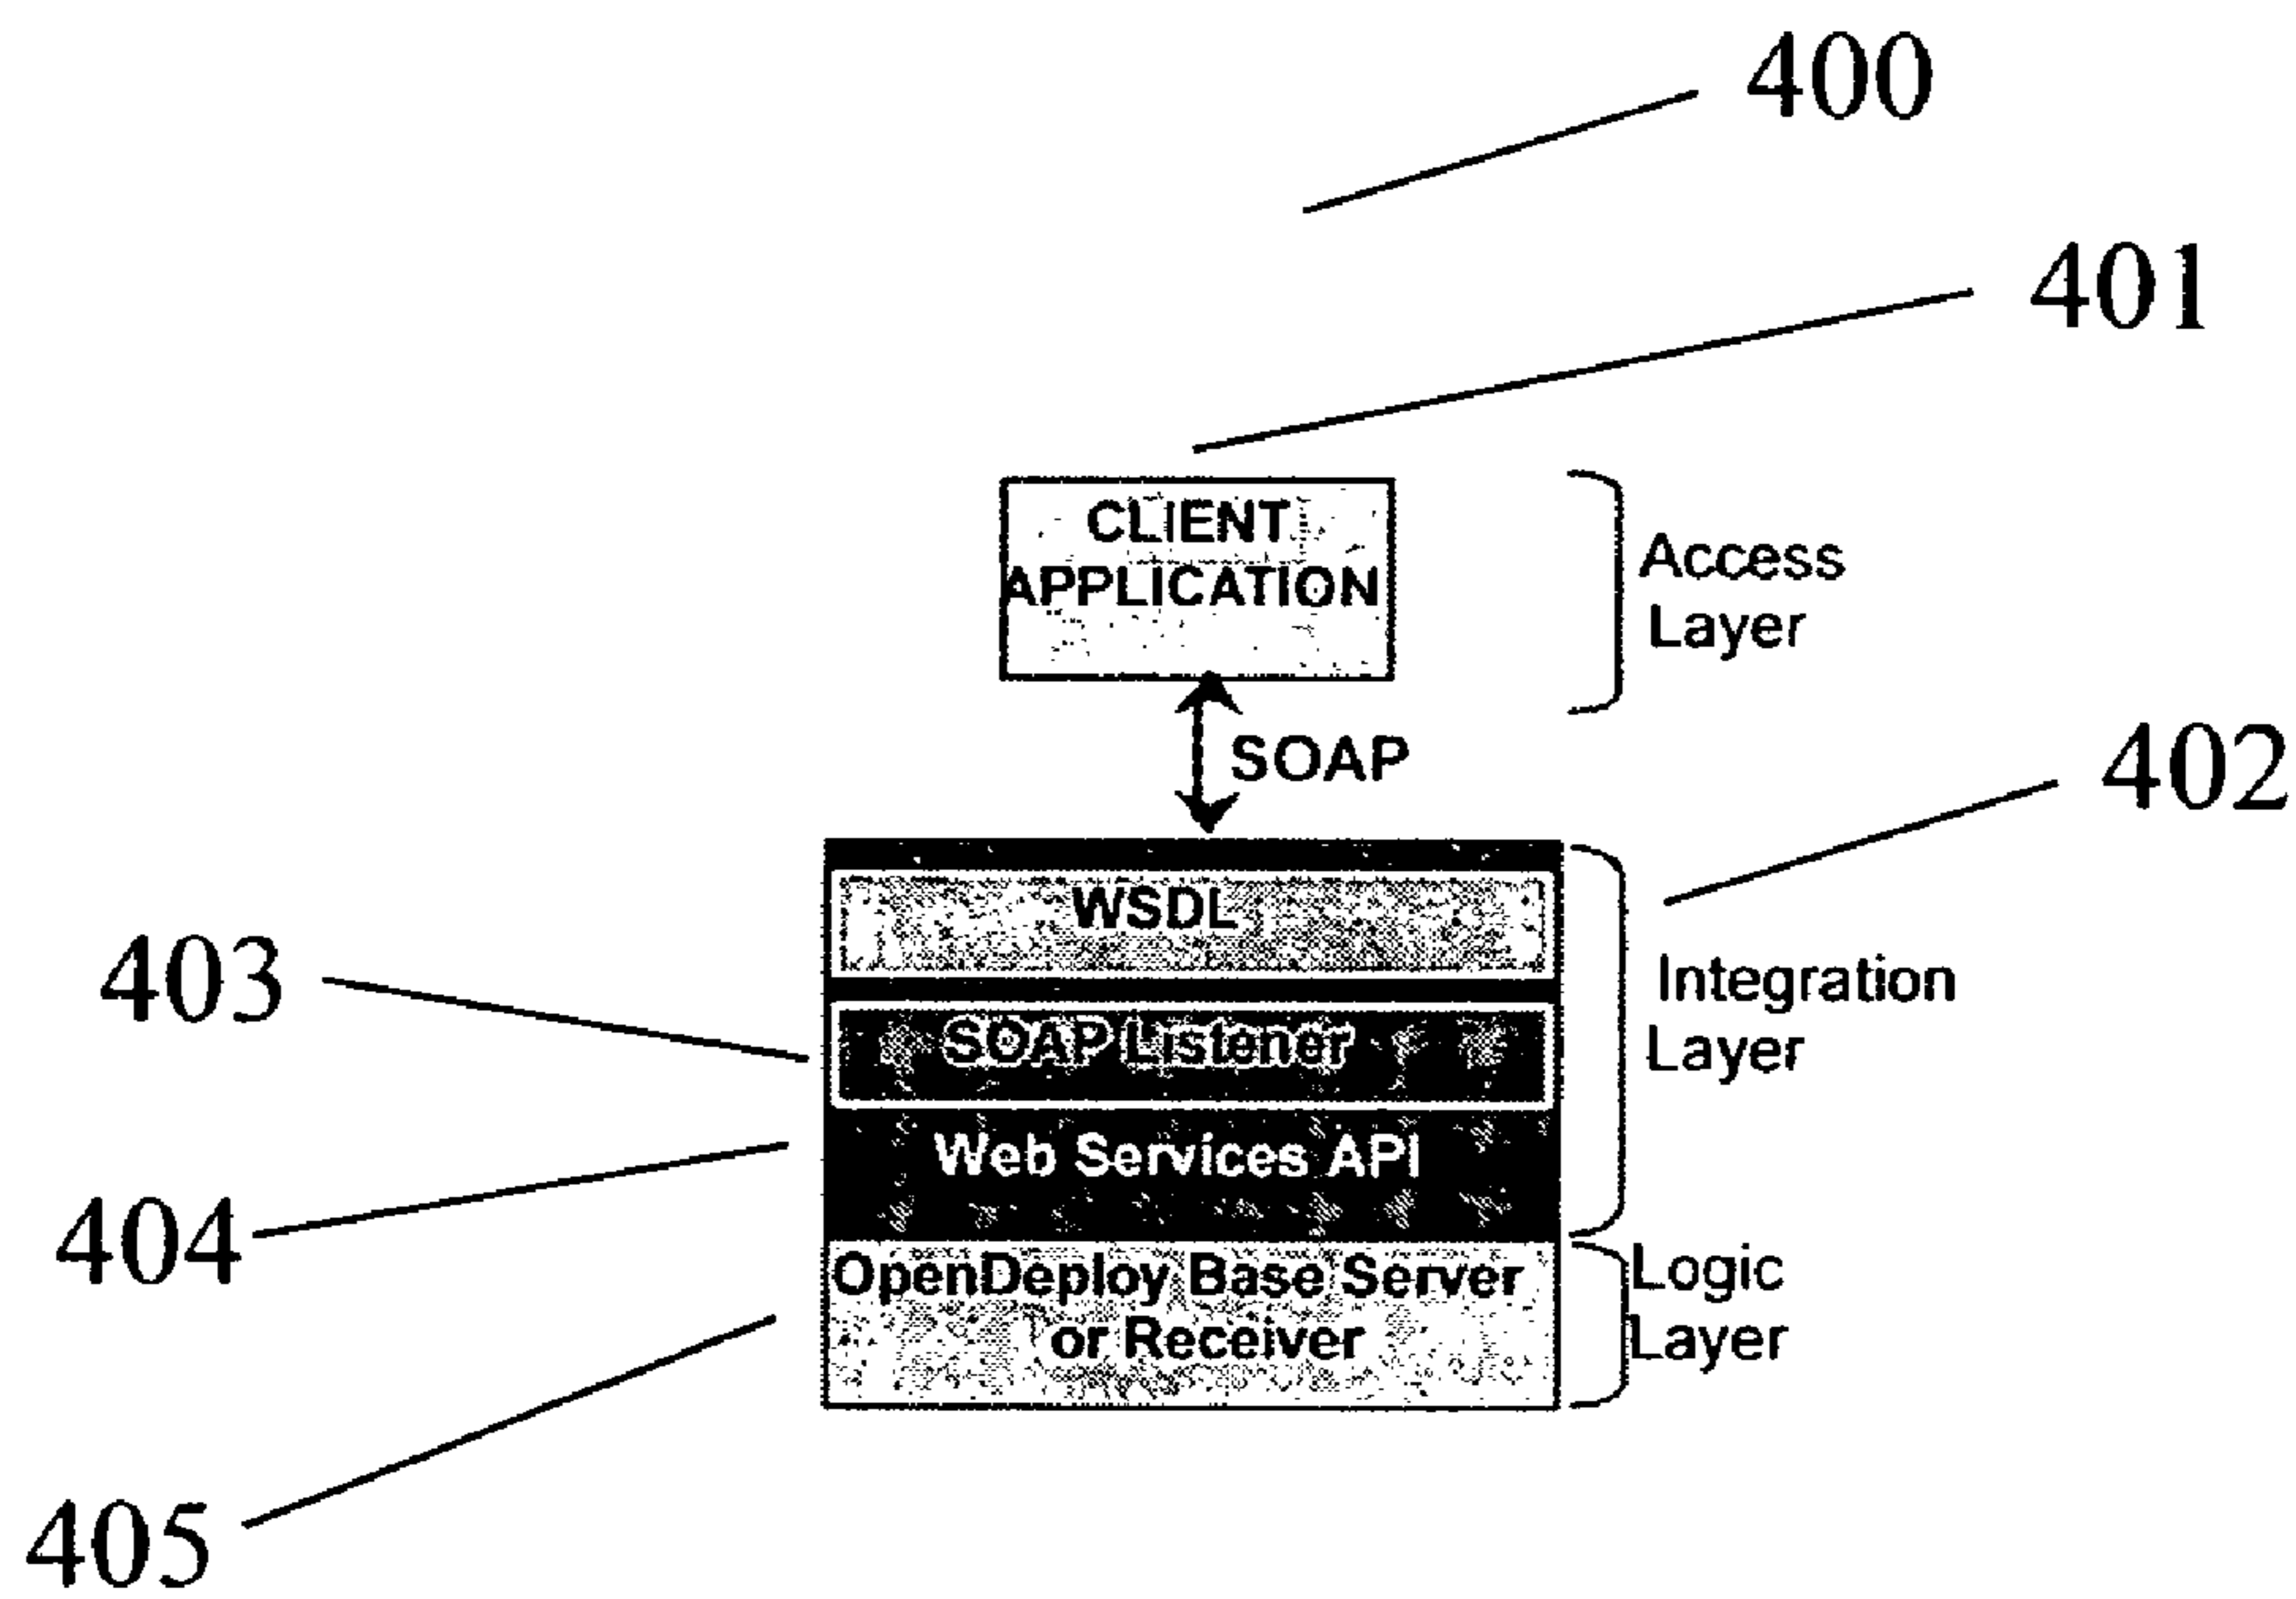 400
401
CLIENT
APPLICATION
Access
Layer
SOAP
402
WSDL
403
Integration
Layer
SOAP Listener
Web Services API
404
OpenDeploy Base Server
or Receiver
Logic
Layer
405